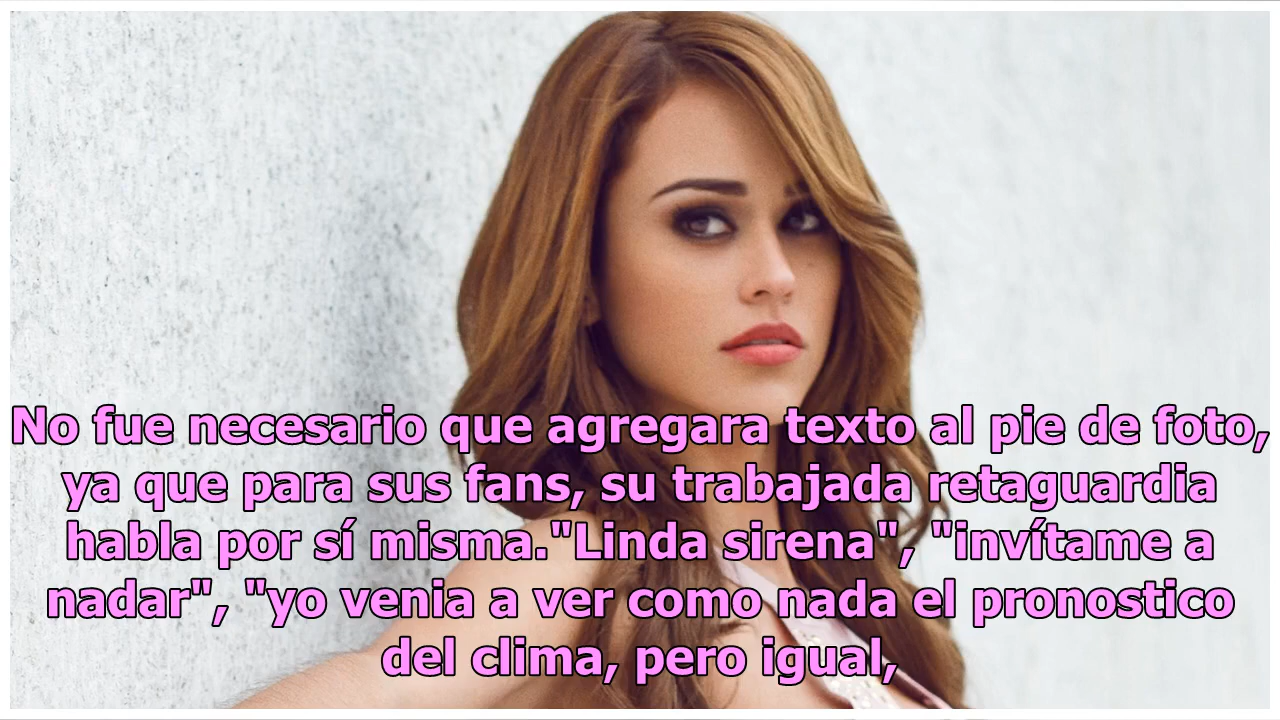 No fue necesario que agregara texto al pie de foto,
ya que para sus fans, su trabajada retaguardia
habla por sí misma."Linda sirena", "invítame a
nadar", "yo venia a ver como nada el pronostico
del clima, pero igual,